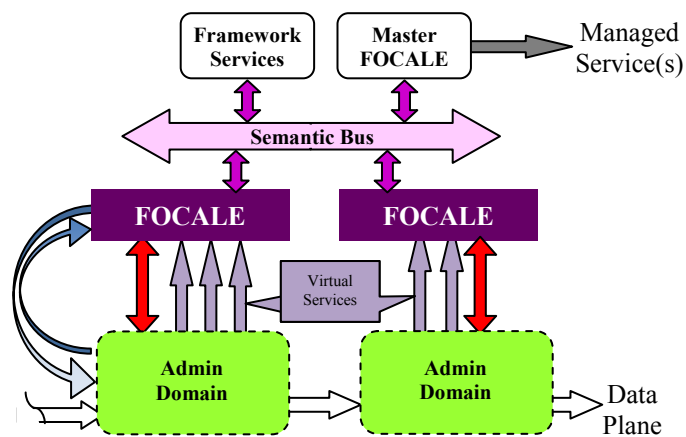 Framework
Services
Master
FOCALE
Managed
Service(s)
Semantic Bus
FOCALE
FOCALE
Virtual
Services
Admin
Domain
Admin
Domain
Data
Plane